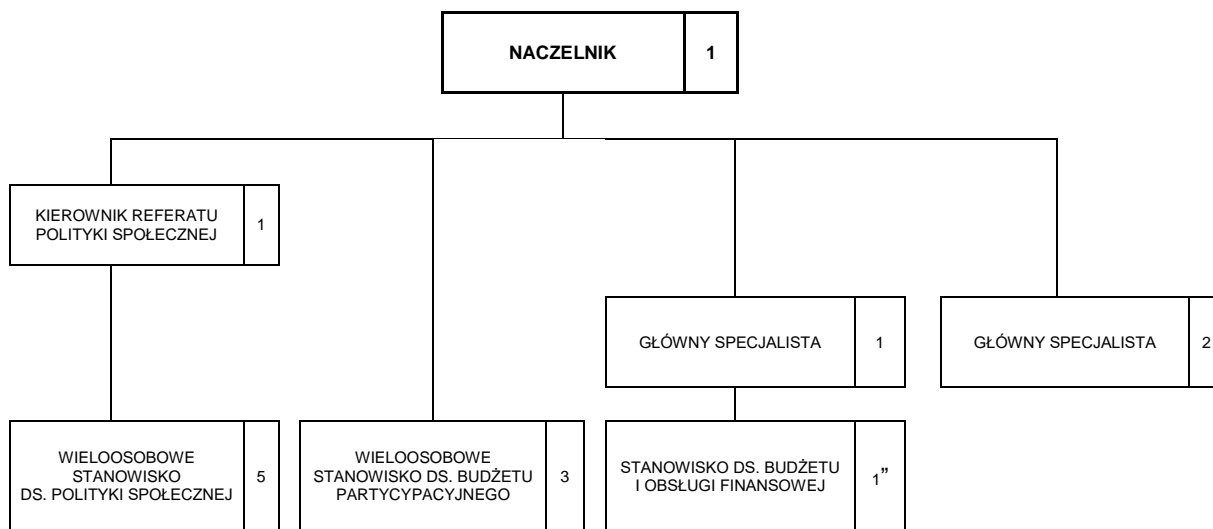 NACZELNIK 1
KIEROWNIK REFERATU
POLITYKI SPOŁECZNEJ
1
GŁÓWNY SPECJALISTA 1
GŁÓWNY SPECJALISTA 2
WIELOOSOBOWE
STANOWISKO
DS. POLITYKI SPOŁECZNEJ
5
WIELOOSOBOWE
STANOWISKO DS. BUDŻETU
PARTYCYPACYJNEGO
3
STANOWISKO DS. BUDŻETU
I OBSŁUGI FINANSOWEJ
1”